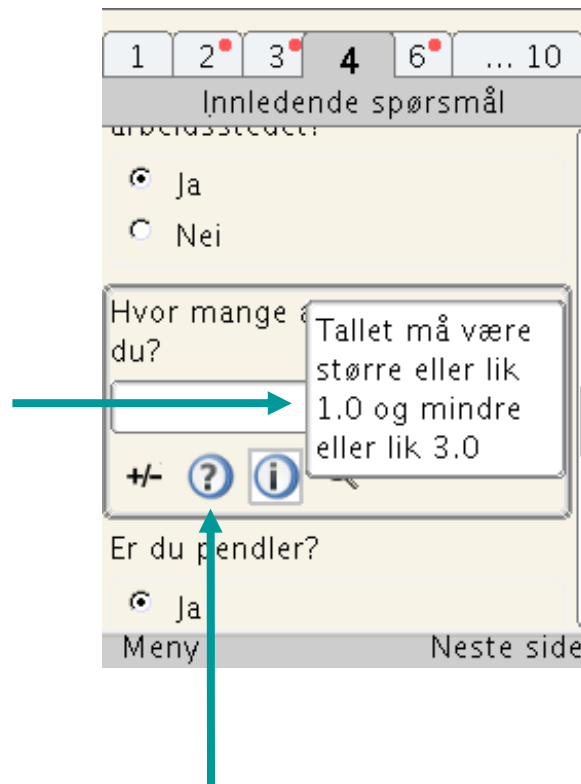 1 2 3 4 6 ... 10
Innledende spørsmål
arbeidsstedet?
Ja
Nei
Hvor mange
du?
Tallet må være
større eller lik
1.0 og mindre
eller lik 3.0
+/- ? i
Er du pendler?
Ja
Meny Neste side